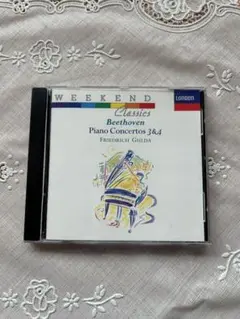 WEEKEND
Classics
LONDON
Beethoven
Piano Concertos 3&4
FRIEDRICH GULDA